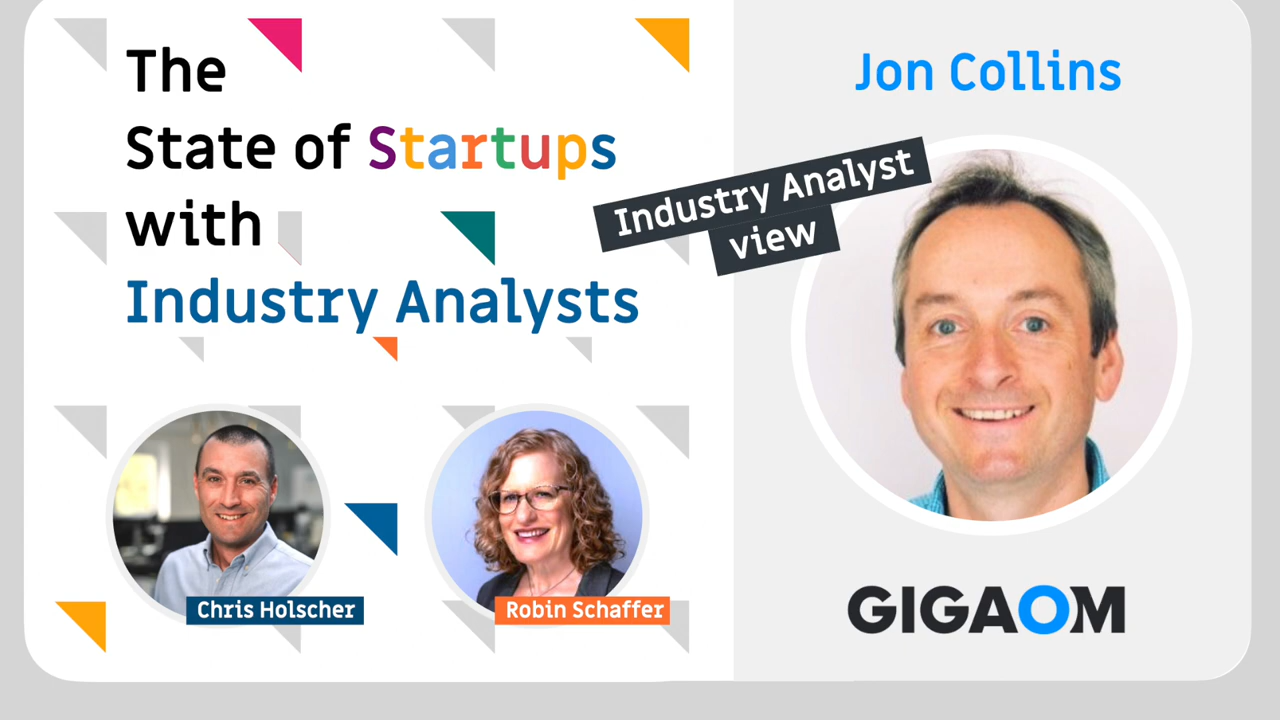 The
State of Startups
with
Industry Analysts
Chris Holscher
Robin Schaffer
Jon Collins
Industry Analyst
view
GIGAOM